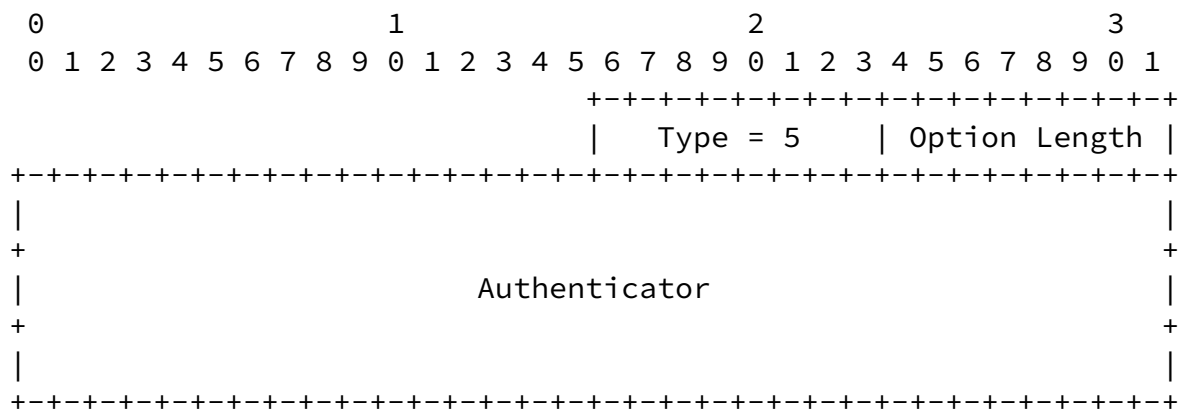 0                   1                   2                   3
0 1 2 3 4 5 6 7 8 9 0 1 2 3 4 5 6 7 8 9 0 1 2 3 4 5 6 7 8 9 0 1
                                +-+-+-+-+-+-+-+-+-+-+-+-+-+-+-+-+
                                |   Type = 5    | Option Length |
+-+-+-+-+-+-+-+-+-+-+-+-+-+-+-+-+-+-+-+-+-+-+-+-+-+-+-+-+-+-+-+-+
|                                                               |
+                                                               +
|                         Authenticator                         |
+                                                               +
|                                                               |
+-+-+-+-+-+-+-+-+-+-+-+-+-+-+-+-+-+-+-+-+-+-+-+-+-+-+-+-+-+-+-+-+